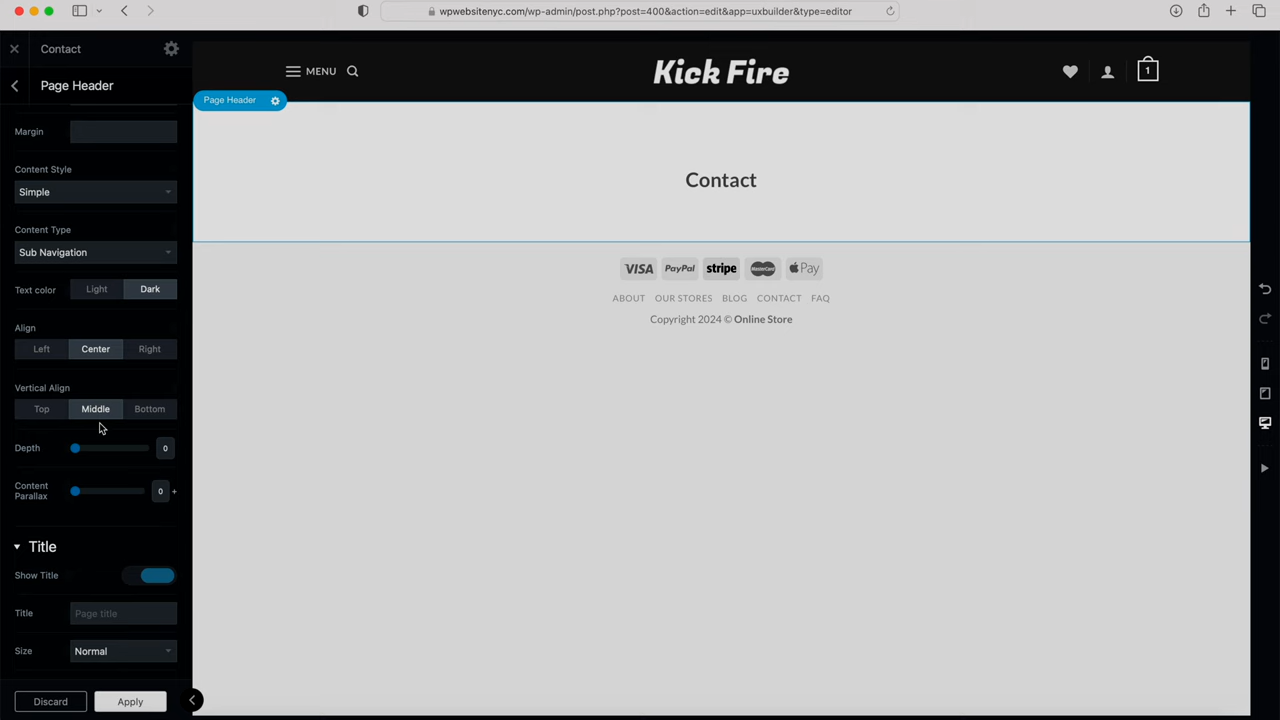 wpwebsitenyc.com/wp-admin/post.php?post=400&action=edit&app=uxbuilder&type=editor
Contact
Page Header
Margin
Content Style
Simple
Content Type
Sub Navigation
Text color Light Dark
Align
Left Center Right
Vertical Align
Top Middle Bottom
Depth 0
Content Parallax 0 +
Title
Show Title
Title Page title
Size Normal
Discard Apply
MENU Kick Fire 1
Page Header
Contact
VISA PayPal stripe MasterCard Pay
ABOUT OUR STORES BLOG CONTACT FAQ
Copyright 2024 © Online Store